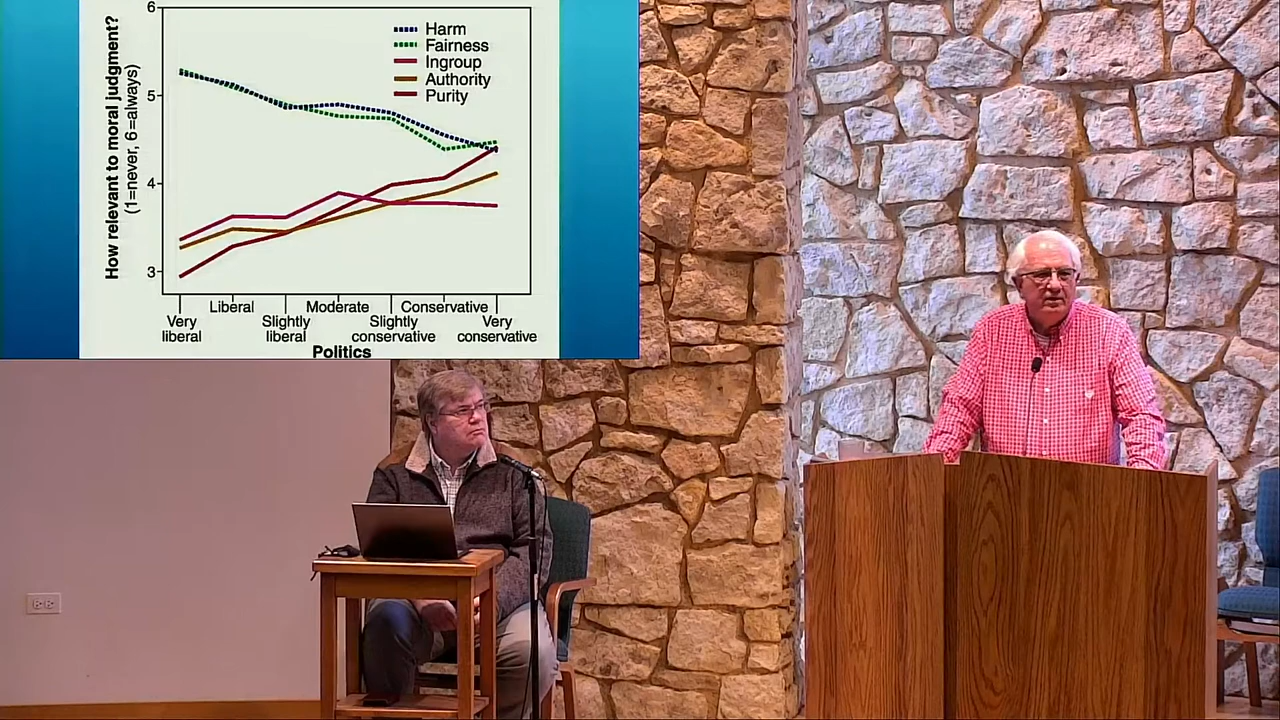 How relevant to moral judgment?
(1=never, 6=always)
6
5
4
3
Harm
Fairness
Ingroup
Authority
Purity
Very liberal
Liberal
Slightly liberal
Moderate
Slightly conservative
Conservative
Very conservative
Politics